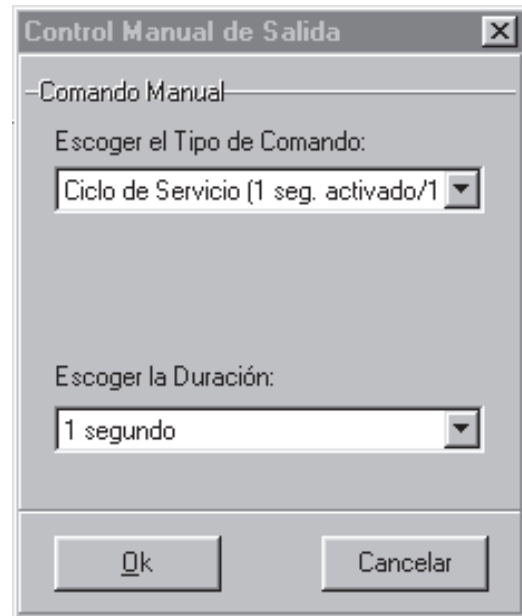 Control Manual de Salida
Comando Manual
Escoger el Tipo de Comando:
Ciclo de Servicio (1 seg. activado/1
Escoger la Duración:
1 segundo
Ok
Cancelar